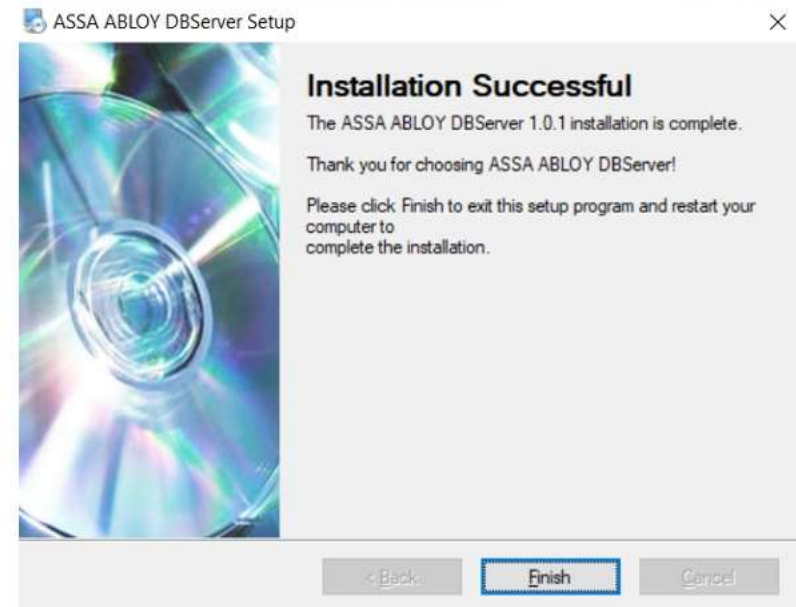 ASSA ABLOY DBServer Setup
Installation Successful
The ASSA ABLOY DBServer 1.0.1 installation is complete.
Thank you for choosing ASSA ABLOY DBServer!
Please click Finish to exit this setup program and restart your
computer to
complete the installation.
< Back Finish Cancel